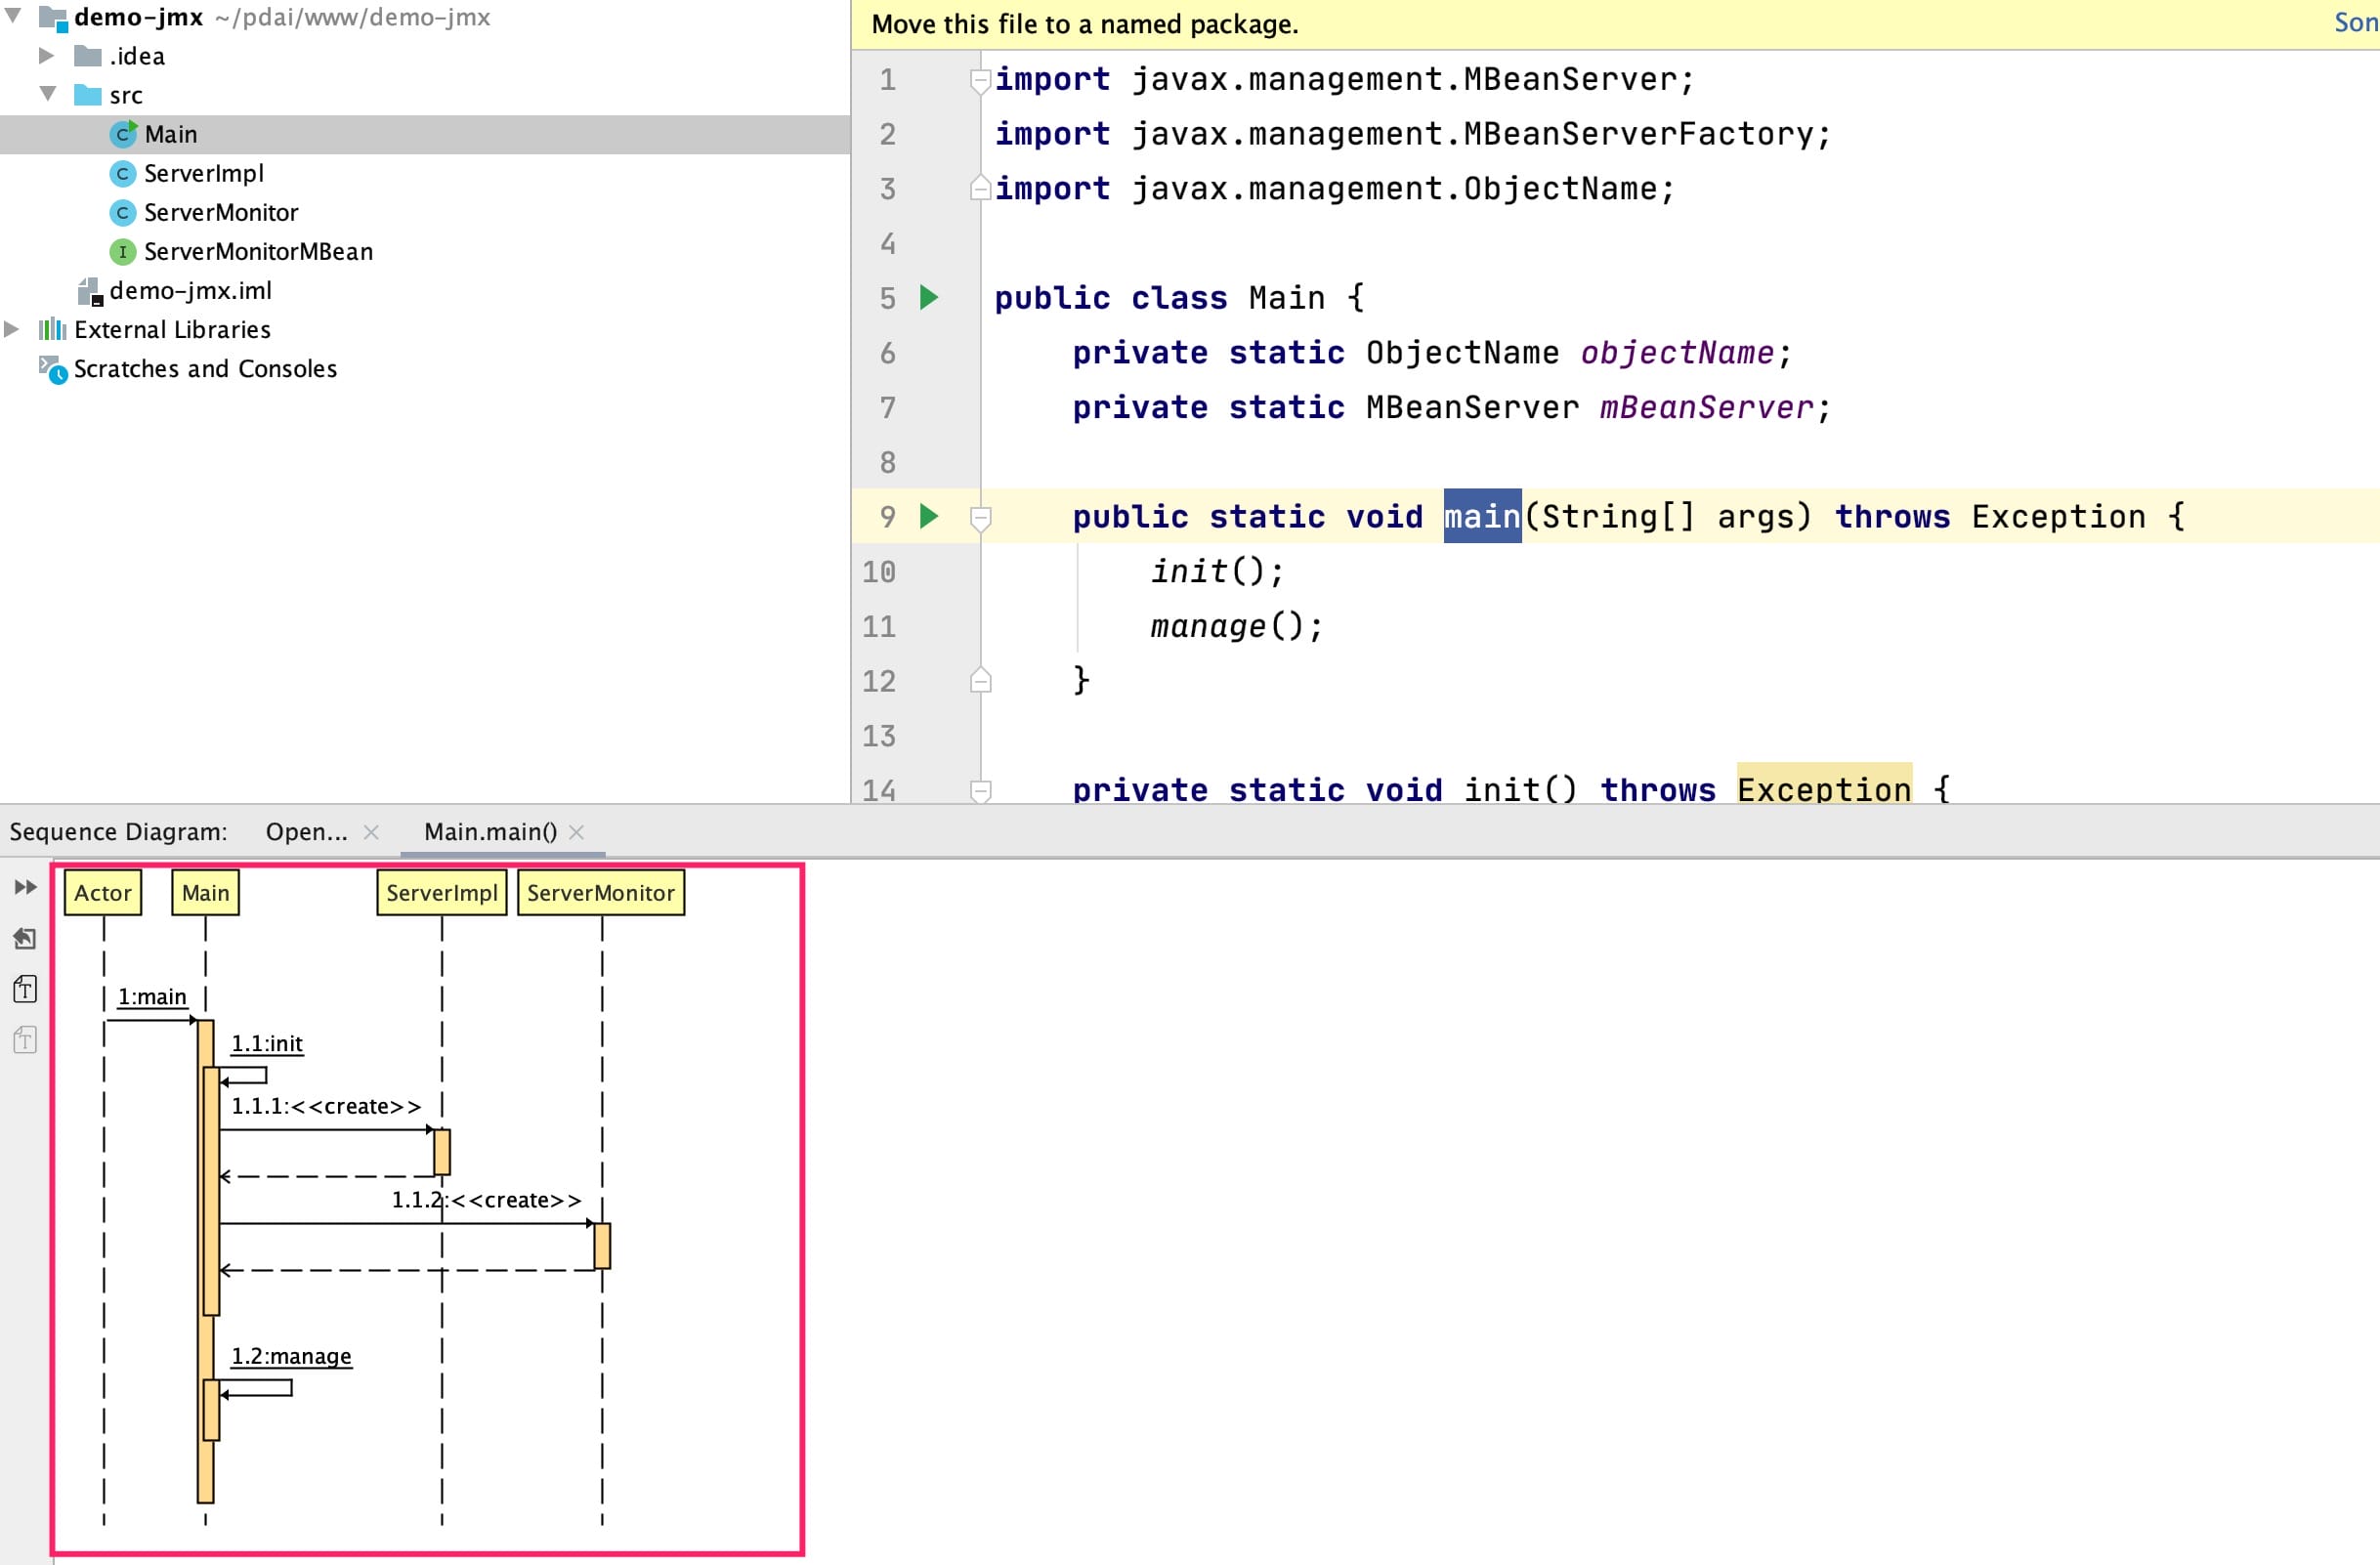 demo-jmx ~/pdai/www/demo-jmx
.idea
src
C Main
C ServerImpl
C ServerMonitor
I ServerMonitorMBean
demo-jmx.iml
External Libraries
Scratches and Consoles
Move this file to a named package. Son
1 import javax.management.MBeanServer;
2 import javax.management.MBeanServerFactory;
3 import javax.management.ObjectName;
4
5 public class Main {
6 private static ObjectName objectName;
7 private static MBeanServer mBeanServer;
8
9 public static void main(String[] args) throws Exception {
10 init();
11 manage();
12 }
13
14 private static void init() throws Exception {
Sequence Diagram: Open... Main.main()
Actor Main ServerImpl ServerMonitor
1:main
1.1:init
1.1.1:<<create>>
1.1.2:<<create>>
1.2:manage